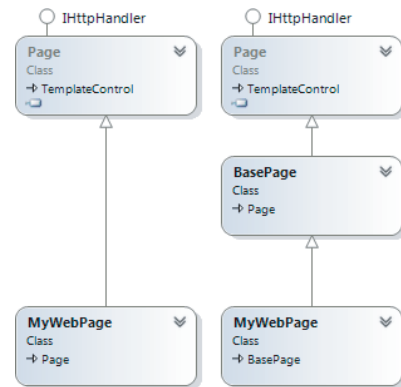 IHttpHandler
Page
Class
TemplateControl
MyWebPage
Class
Page
IHttpHandler
Page
Class
TemplateControl
BasePage
Class
Page
MyWebPage
Class
BasePage